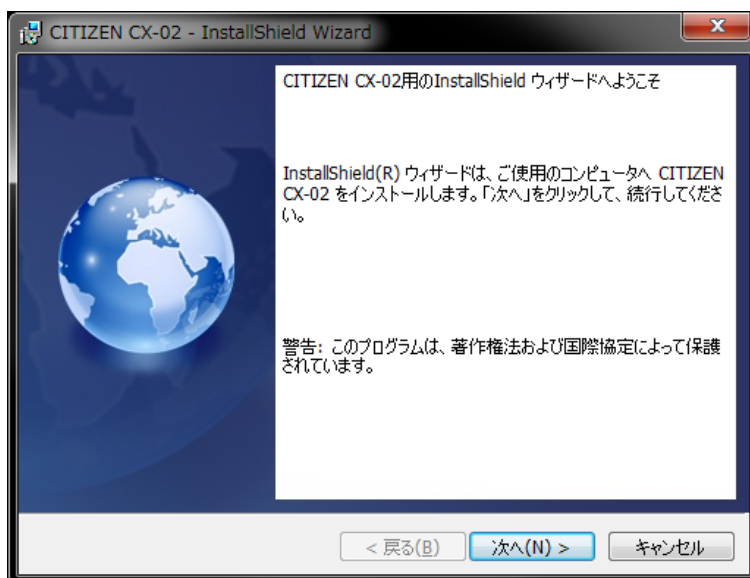 CITIZEN CX-02 - InstallShield Wizard
CITIZEN CX-02用のInstallShield ウィザードへようこそ
InstallShield(R) ウィザードは、ご使用のコンピュータへ CITIZEN
CX-02 をインストールします。「次へ」をクリックして、続行してくださ
い。
警告: このプログラムは、著作権法および国際協定によって保護
されています。
< 戻る(B)
次へ(N) >
キャンセル